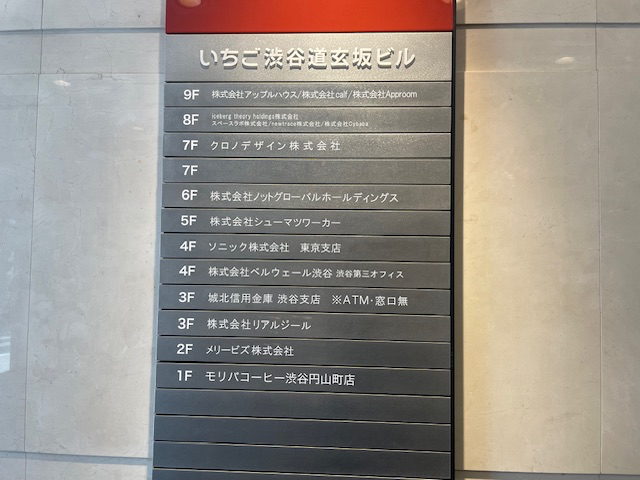 いちご渋谷道玄坂ビル
9F 株式会社アップルハウス/株式会社calf/株式会社Approom
8F iceberg theory holdings株式会社
スペースラボ株式会社/newtrace株式会社/株式会社Cubaba
7F クロノデザイン株式会社
7F
6F 株式会社ノットグローバルホールディングス
5F 株式会社シューマツワーカー
4F ソニック株式会社 東京支店
4F 株式会社ベルウェール渋谷 渋谷第三オフィス
3F 城北信用金庫 渋谷支店 ※ATM・窓口無
3F 株式会社リアルジール
2F メリービズ株式会社
1F モリバコーヒー渋谷円山町店